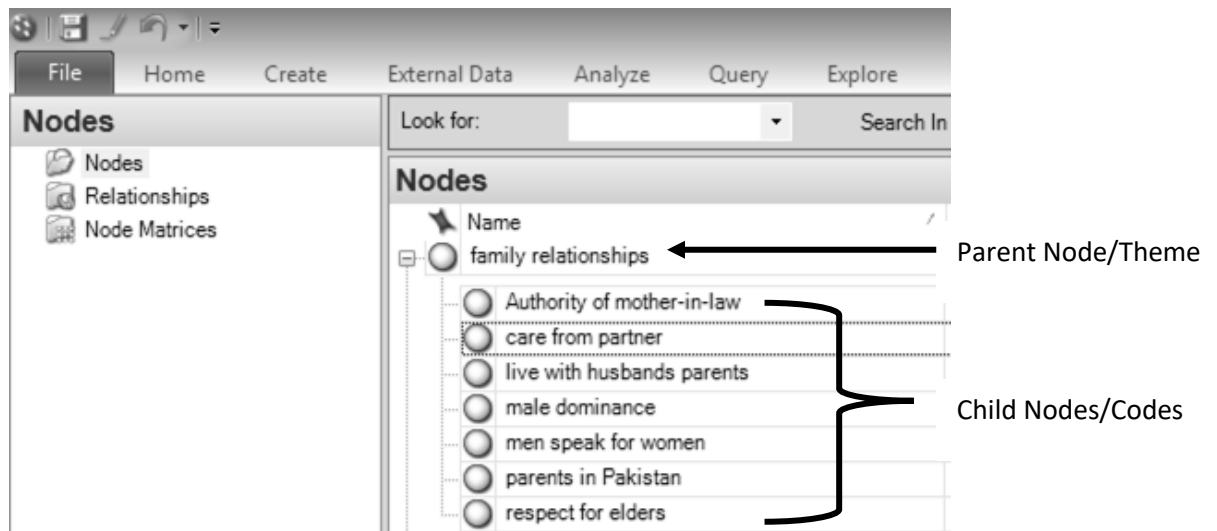 File Home Create External Data Analyze Query Explore
Nodes
Nodes
Relationships
Node Matrices
Look for: Search In
Nodes
Name
family relationships
Parent Node/Theme
Authority of mother-in-law
care from partner
live with husbands parents
male dominance
men speak for women
parents in Pakistan
respect for elders
Child Nodes/Codes